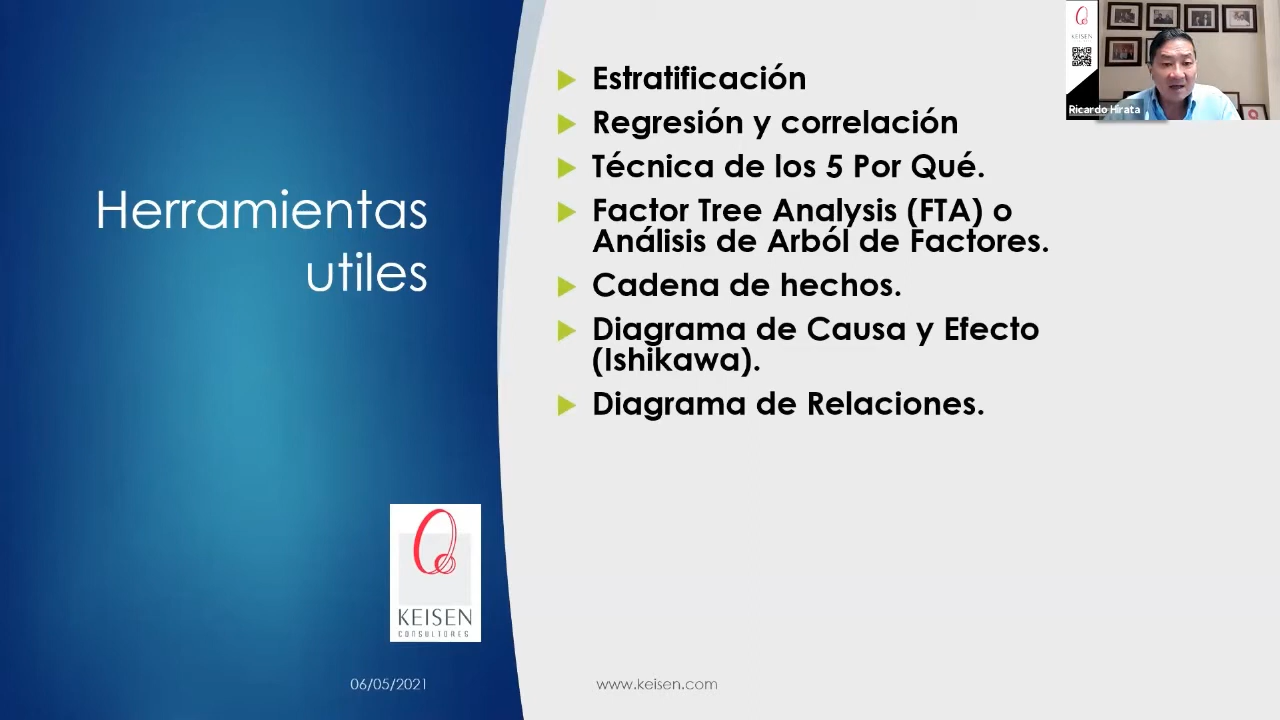 Herramientas
utiles
Estratificación
Regresión y correlación
Técnica de los 5 Por Qué.
Factor Tree Analysis (FTA) o
Análisis de Arból de Factores.
Cadena de hechos.
Diagrama de Causa y Efecto
(Ishikawa).
Diagrama de Relaciones.
KEISEN
CONSULTORES
06/05/2021
www.keisen.com
KEISEN
Ricardo Hirata